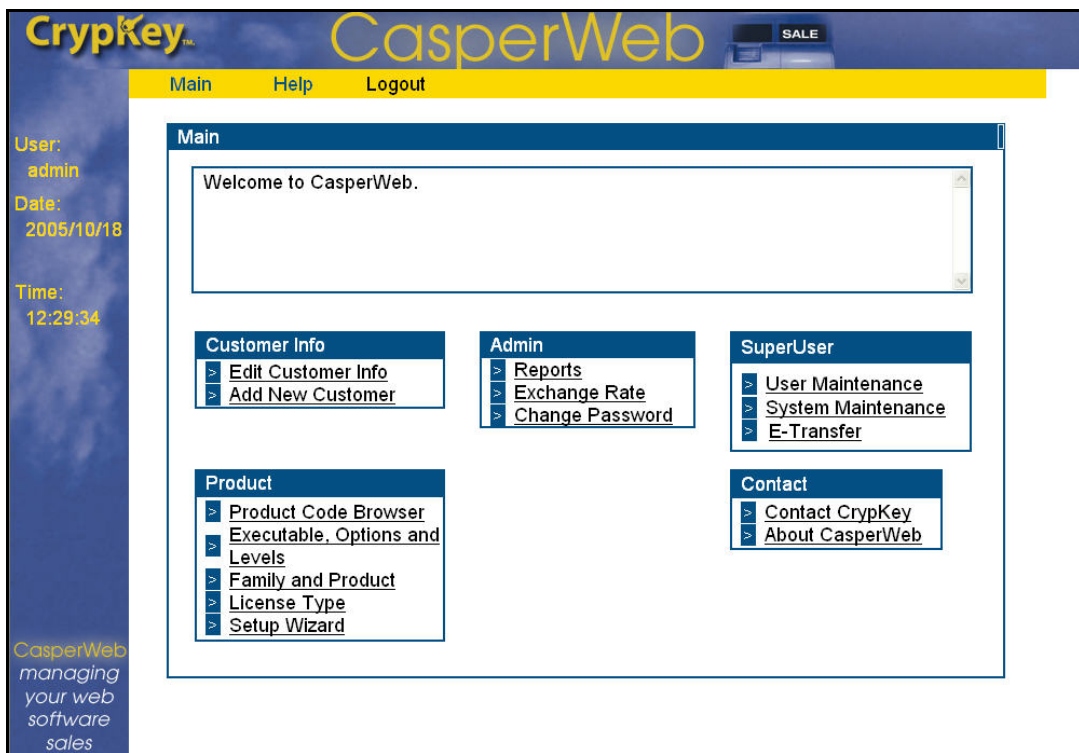 CrypKey™
CasperWeb
SALE
Main Help Logout
User:
admin
Date:
2005/10/18
Time:
12:29:34
Main
Welcome to CasperWeb.
Customer Info
> Edit Customer Info
> Add New Customer
Admin
> Reports
> Exchange Rate
> Change Password
SuperUser
> User Maintenance
> System Maintenance
> E-Transfer
Product
> Product Code Browser
> Executable, Options and
Levels
> Family and Product
> License Type
> Setup Wizard
Contact
> Contact CrypKey
> About CasperWeb
CasperWeb
managing
your web
software
sales